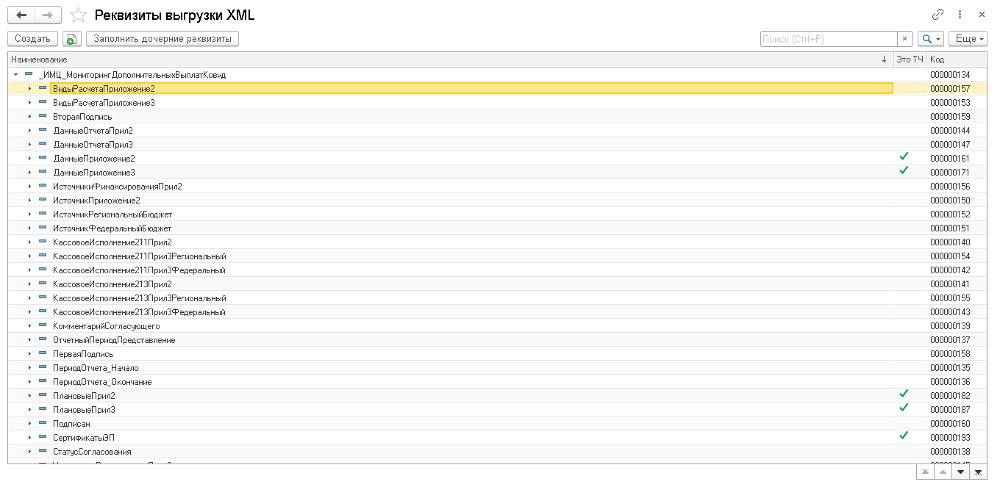 Реквизиты выгрузки XML
Создать Заполнить дочерние реквизиты Поиск (Ctrl+F) × Еще
Наименование ↓ Это ТЧ Код
_ИМЦ_МониторингДополнительныхВыплатКовид 000000134
ВидыРасчетаПриложение2 000000157
ВидыРасчетаПриложение3 000000153
ВтораяПодпись 000000159
ДанныеОтчетаПрил2 000000144
ДанныеОтчетаПрил3 000000147
ДанныеПриложение2 000000161
ДанныеПриложение3 000000171
ИсточникиФинансированияПрил2 000000156
ИсточникПриложение2 000000150
ИсточникРегиональныйБюджет 000000152
ИсточникФедеральныйБюджет 000000151
КассовоеИсполнение211Прил2 000000140
КассовоеИсполнение211Прил3Региональный 000000154
КассовоеИсполнение211Прил3Федеральный 000000142
КассовоеИсполнение213Прил2 000000141
КассовоеИсполнение213Прил3Региональный 000000155
КассовоеИсполнение213Прил3Федеральный 000000143
КомментарийСогласующего 000000139
ОтчетныйПериодПредставление 000000137
ПерваяПодпись 000000158
ПериодОтчета_Начало 000000135
ПериодОтчета_Окончание 000000136
ПлановыеПрил2 000000182
ПлановыеПрил3 000000187
Подписан 000000160
СертификатыЭП 000000193
СтатусСогласования 000000138